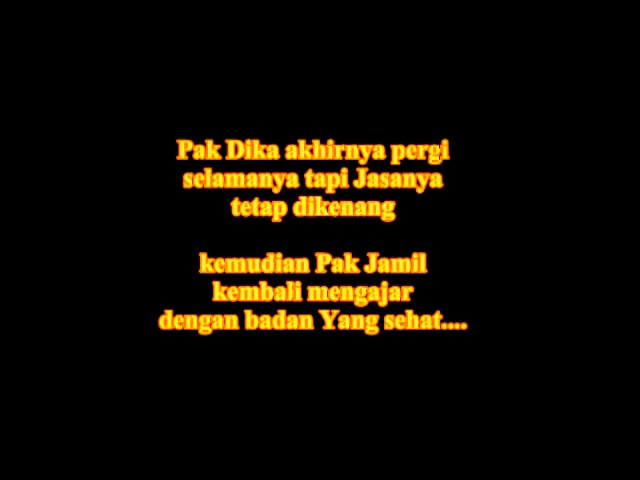 Pak Dika akhirnya pergi
selamanya tapi Jasanya
tetap dikenang
kemudian Pak Jamil
kembali mengajar
dengan badan Yang sehat....